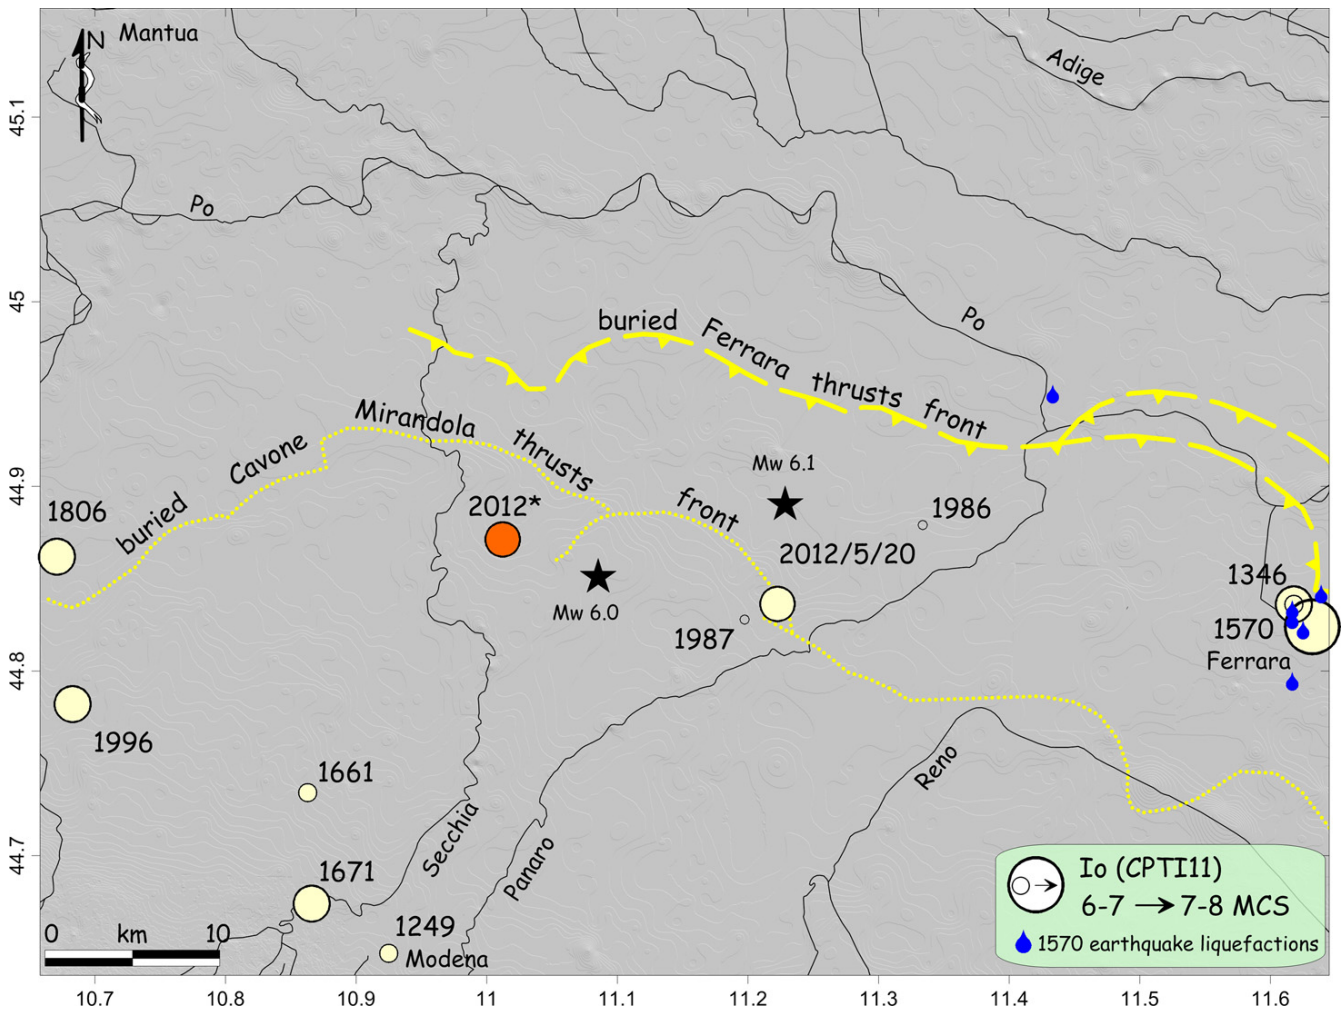 N
Mantua
Adige
45.1
Po
45
buried Ferrara thrusts front
Po
buried Cavone Mirandola thrusts front
44.9
Mw 6.1
1806
2012*
1986
2012/5/20
1346
Mw 6.0
1987
1570
Ferrara
44.8
1996
1661
Reno
Secchia
Panaro
44.7
1671
1249
Modena
0 km 10
Io (CPTI11)
6-7 → 7-8 MCS
1570 earthquake liquefactions
10.7 10.8 10.9 11 11.1 11.2 11.3 11.4 11.5 11.6